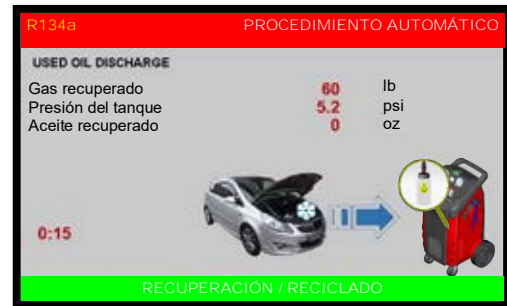 R134a PROCEDIMIENTO AUTOMÁTICO
USED OIL DISCHARGE
Gas recuperado 60 lb
Presión del tanque 5.2 psi
Aceite recuperado 0 oz
0:15
RECUPERACIÓN / RECICLADO